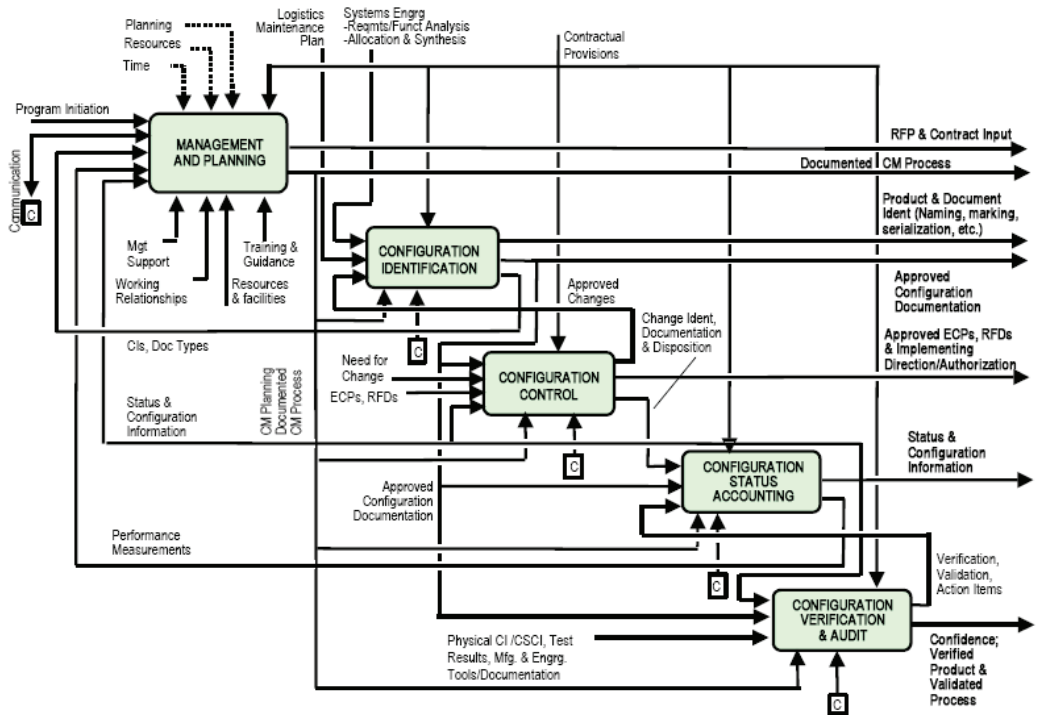 Planning
Resources
Time
Logistics
Maintenance
Plan
Systems Engrg
-Reqmts/Funct Analysis
-Allocation & Synthesis
Contractual
Provisions
Program Initiation
Communication
C
MANAGEMENT
AND PLANNING
RFP & Contract Input
Documented CM Process
Mgt
Support
Working
Relationships
Training &
Guidance
Resources
& facilities
CONFIGURATION
IDENTIFICATION
Product & Document
Ident (Naming, marking,
serialization, etc.)
Approved
Configuration
Documentation
Approved
Changes
CIs, Doc Types
C
Change Ident,
Documentation
& Disposition
Need for
Change
ECPs, RFDs
CONFIGURATION
CONTROL
Approved ECPs, RFDs
& Implementing
Direction/Authorization
CM Planning
Documented
CM Process
Status &
Configuration
Information
C
CONFIGURATION
STATUS
ACCOUNTING
Status &
Configuration
Information
Approved
Configuration
Documentation
Performance
Measurements
C
Verification,
Validation,
Action Items
CONFIGURATION
VERIFICATION
& AUDIT
Physical CI /CSCI, Test
Results, Mfg. & Engrg.
Tools/Documentation
Confidence;
Verified
Product &
Validated
Process
C